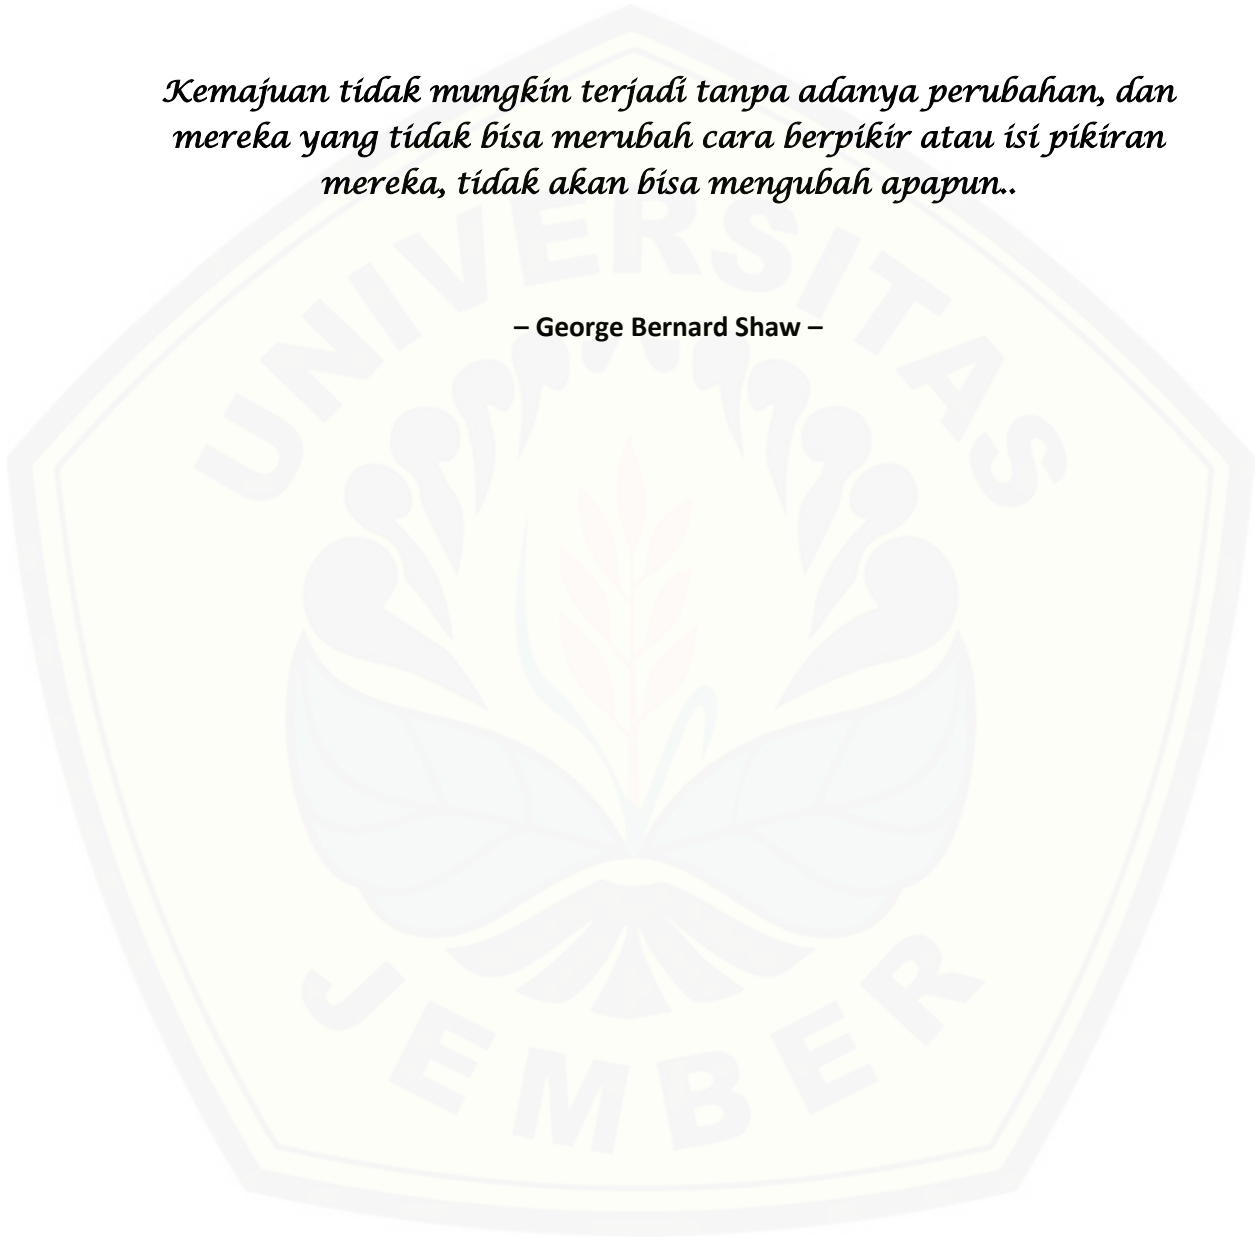 Kemajuan tidak mungkin terjadi tanpa adanya perubahan, dan
mereka yang tidak bisa merubah cara berpikir atau isi pikiran
mereka, tidak akan bisa mengubah apapun..
– George Bernard Shaw –
UNIVERSITAS
JEMBER